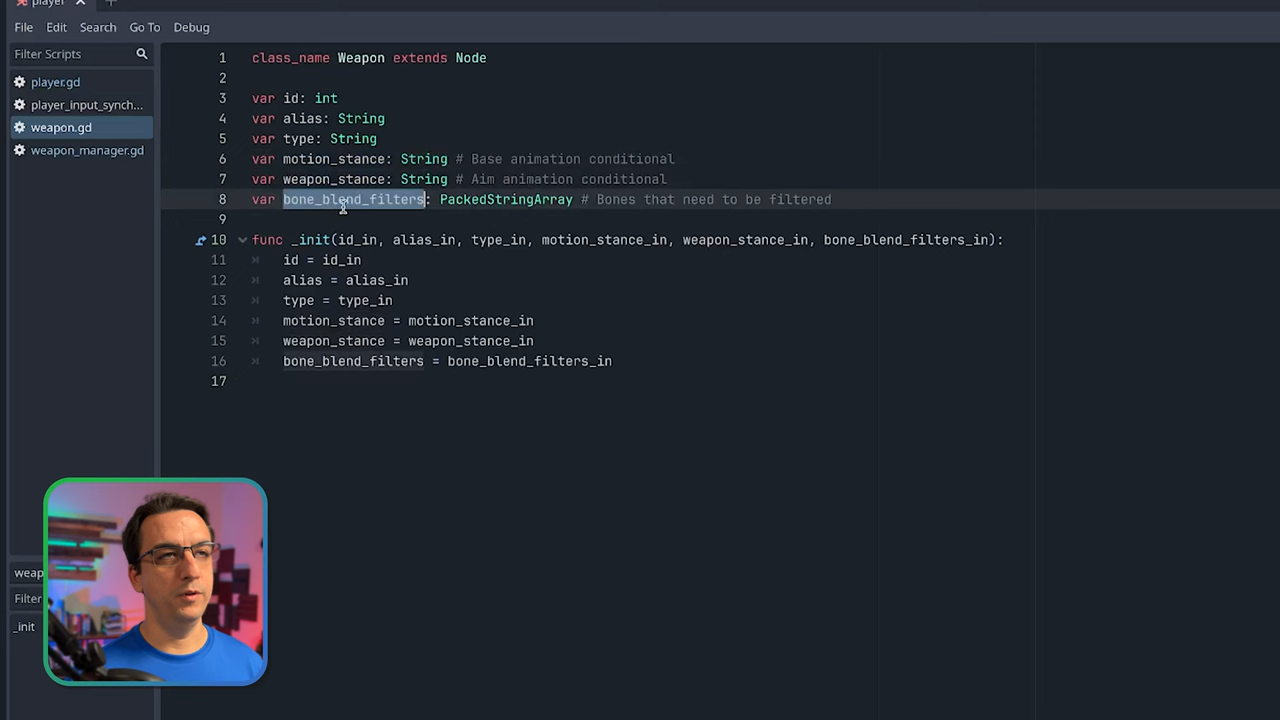 player
File Edit Search Go To Debug
Filter Scripts
player.gd
player_input_synch...
weapon.gd
weapon_manager.gd
1 class_name Weapon extends Node
2
3 var id: int
4 var alias: String
5 var type: String
6 var motion_stance: String # Base animation conditional
7 var weapon_stance: String # Aim animation conditional
8 var bone_blend_filters: PackedStringArray # Bones that need to be filtered
9
10 func _init(id_in, alias_in, type_in, motion_stance_in, weapon_stance_in, bone_blend_filters_in):
11 id = id_in
12 alias = alias_in
13 type = type_in
14 motion_stance = motion_stance_in
15 weapon_stance = weapon_stance_in
16 bone_blend_filters = bone_blend_filters_in
17
weap
Filter
_init